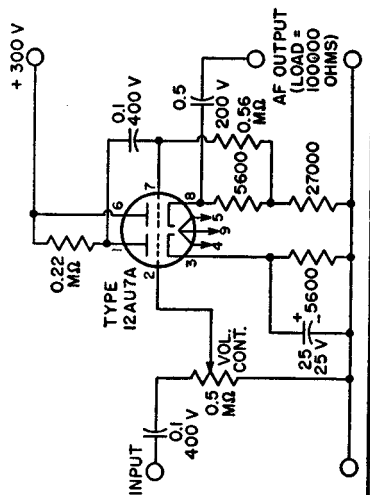 INPUT
0.1
400 V
0.5
MΩ
VOL.
CONT.
TYPE
12AU7A
0.22
MΩ
+ 300 V
1
6
2
7
3
4
9
5
8
0.1
400 V
25
25 V
+
-
5600
5600
27000
0.56
MΩ
0.5
200 V
AF OUTPUT
(LOAD =
100000
OHMS)